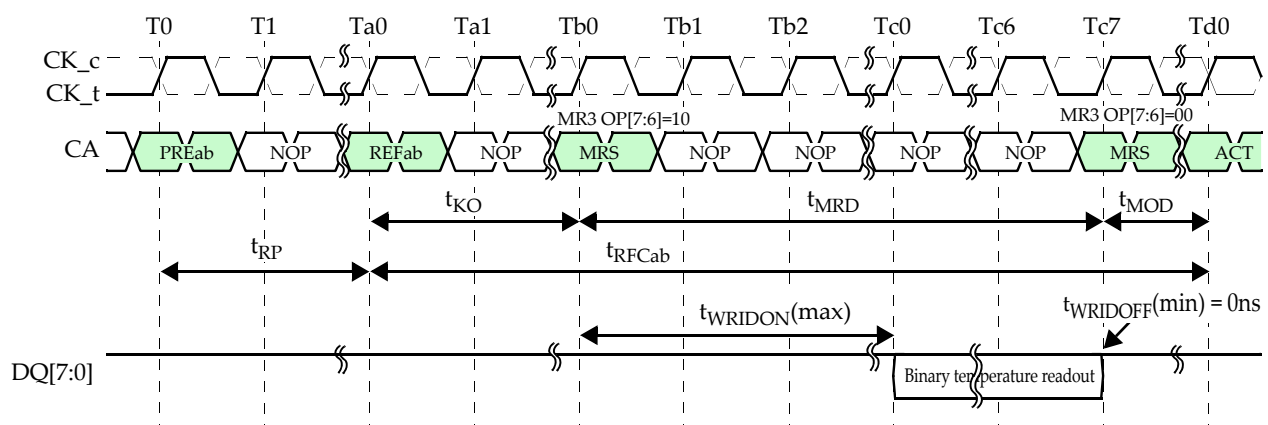 T0 T1 Ta0 Ta1 Tb0 Tb1 Tb2 Tc0 Tc6 Tc7 Td0
CK_c
CK_t
MR3 OP[7:6]=10 MR3 OP[7:6]=00
CA PREab NOP REFab NOP MRS NOP NOP NOP NOP MRS ACT
tKO tMRD tMOD
tRP tRFCab
tWRIDON(max) tWRIDOFF(min) = 0ns
DQ[7:0] Binary temperature readout